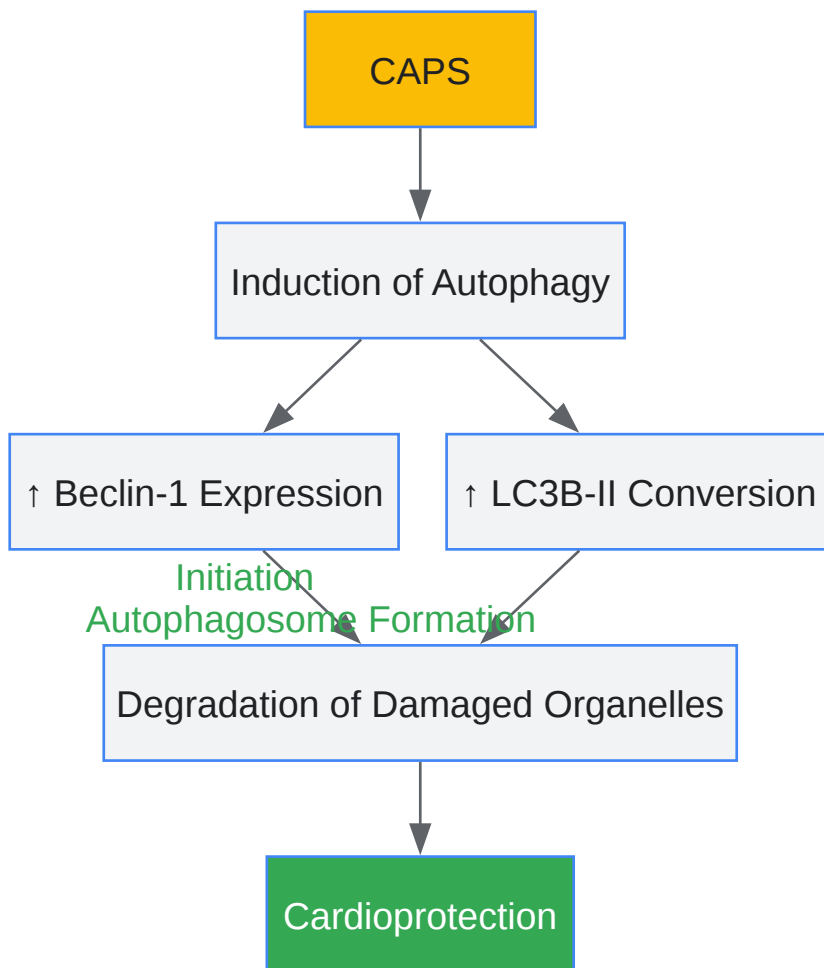 CAPS
Induction of Autophagy
↑ Beclin-1 Expression
↑ LC3B-II Conversion
Initiation
Autophagosome Formation
Degradation of Damaged Organelles
Cardioprotection